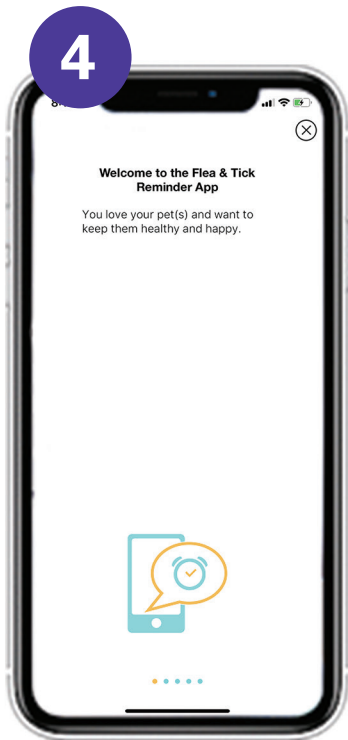 4
Welcome to the Flea & Tick
Reminder App
You love your pet(s) and want to
keep them healthy and happy.